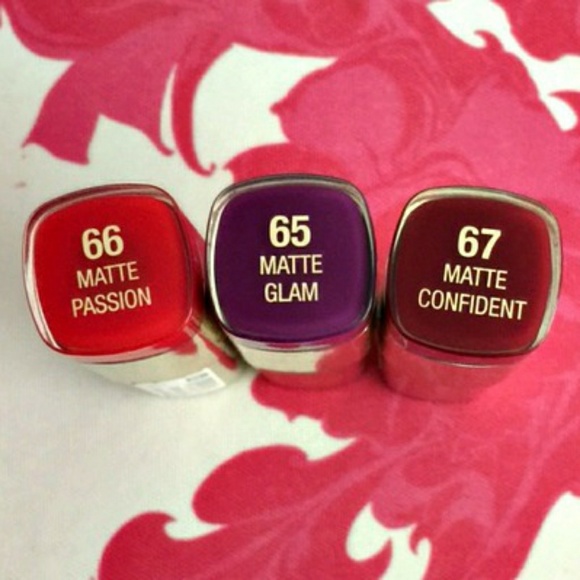 66
MATTE
PASSION
65
MATTE
GLAM
67
MATTE
CONFIDENT